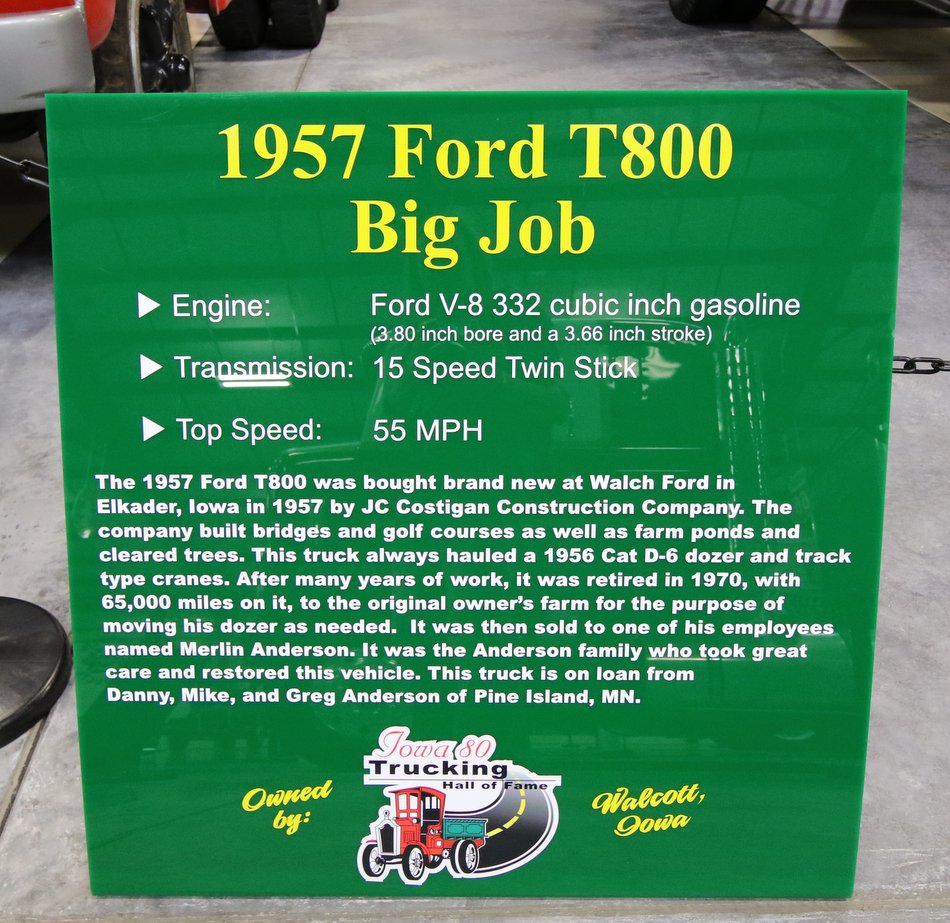 1957 Ford T800
Big Job
Engine: Ford V-8 332 cubic inch gasoline
(3.80 inch bore and a 3.66 inch stroke)
Transmission: 15 Speed Twin Stick
Top Speed: 55 MPH
The 1957 Ford T800 was bought brand new at Walch Ford in
Elkader, Iowa in 1957 by JC Costigan Construction Company. The
company built bridges and golf courses as well as farm ponds and
cleared trees. This truck always hauled a 1956 Cat D-6 dozer and track
type cranes. After many years of work, it was retired in 1970, with
65,000 miles on it, to the original owner's farm for the purpose of
moving his dozer as needed.  It was then sold to one of his employees
named Merlin Anderson. It was the Anderson family who took great
care and restored this vehicle. This truck is on loan from
Danny, Mike, and Greg Anderson of Pine Island, MN.
Owned
by:
Iowa 80
Trucking
Hall of Fame
Walcott,
Iowa